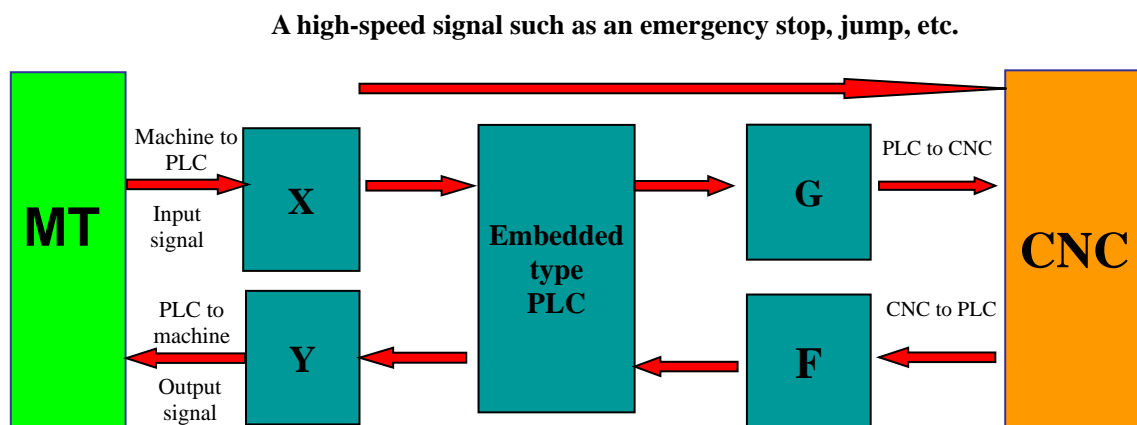 A high-speed signal such as an emergency stop, jump, etc.
MT
Machine to
PLC
Input
signal
X
Embedded
type
PLC
G
PLC to CNC
CNC
PLC to
machine
Output
signal
Y
F
CNC to PLC